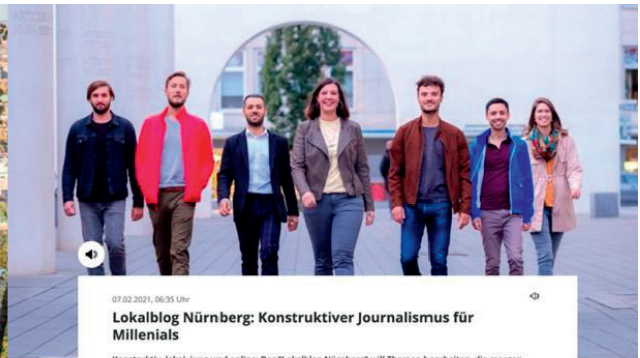 07.02.2021, 06:35 Uhr
Lokalblog Nürnberg: Konstruktiver Journalismus für
Millenials